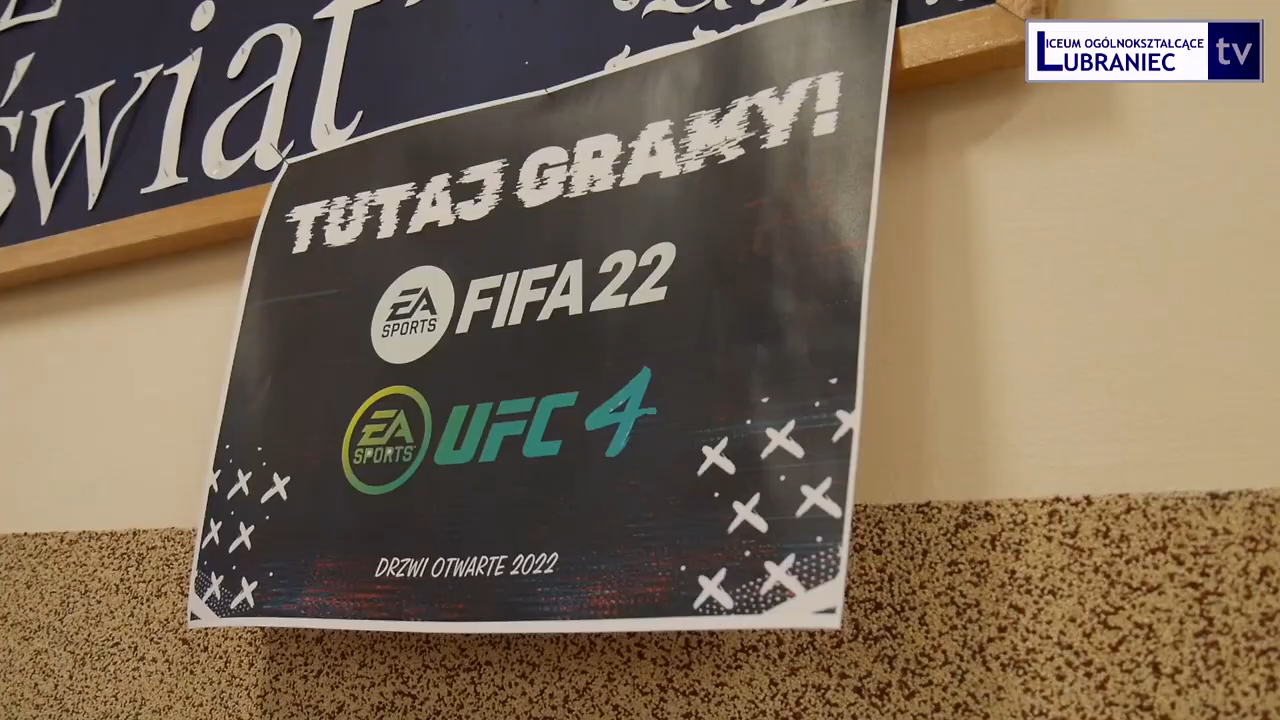 LICEUM OGÓLNOKSZTAŁCĄCE
LUBRANIEC
tv
świat
TUTAJ GRAMY!
EA SPORTS FIFA 22
EA SPORTS UFC 4
DRZWI OTWARTE 2022